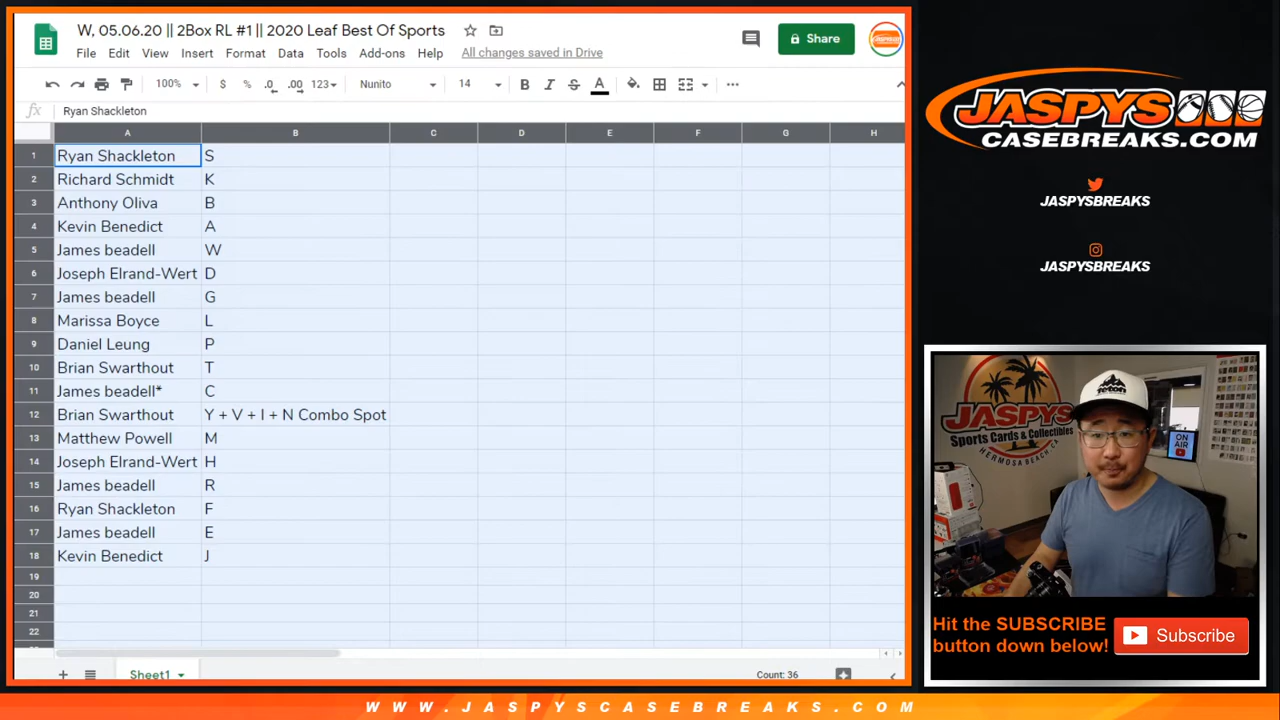 W, 05.06.20 || 2Box RL #1 || 2020 Leaf Best Of Sports
File Edit View Insert Format Data Tools Add-ons Help All changes saved in Drive
Share
100% $ % .0 .00 123 Nunito 14 B I S A
fx Ryan Shackleton
A B C D E F G H
1 Ryan Shackleton S
2 Richard Schmidt K
3 Anthony Oliva B
4 Kevin Benedict A
5 James beadell W
6 Joseph Elrand-Wert D
7 James beadell G
8 Marissa Boyce L
9 Daniel Leung P
10 Brian Swarthout T
11 James beadell* C
12 Brian Swarthout Y + V + I + N Combo Spot
13 Matthew Powell M
14 Joseph Elrand-Wert H
15 James beadell R
16 Ryan Shackleton F
17 James beadell E
18 Kevin Benedict J
19
20
21
22
Sheet1
Count: 36
JASPYS
CASEBREAKS.COM
JASPYSBREAKS
JASPYSBREAKS
JASPYS
Sports Cards & Collectibles
HERMOSA BEACH, CA
ON
AIR
Hit the SUBSCRIBE
button down below!
Subscribe
WWW.JASPYSCASEBREAKS.COM